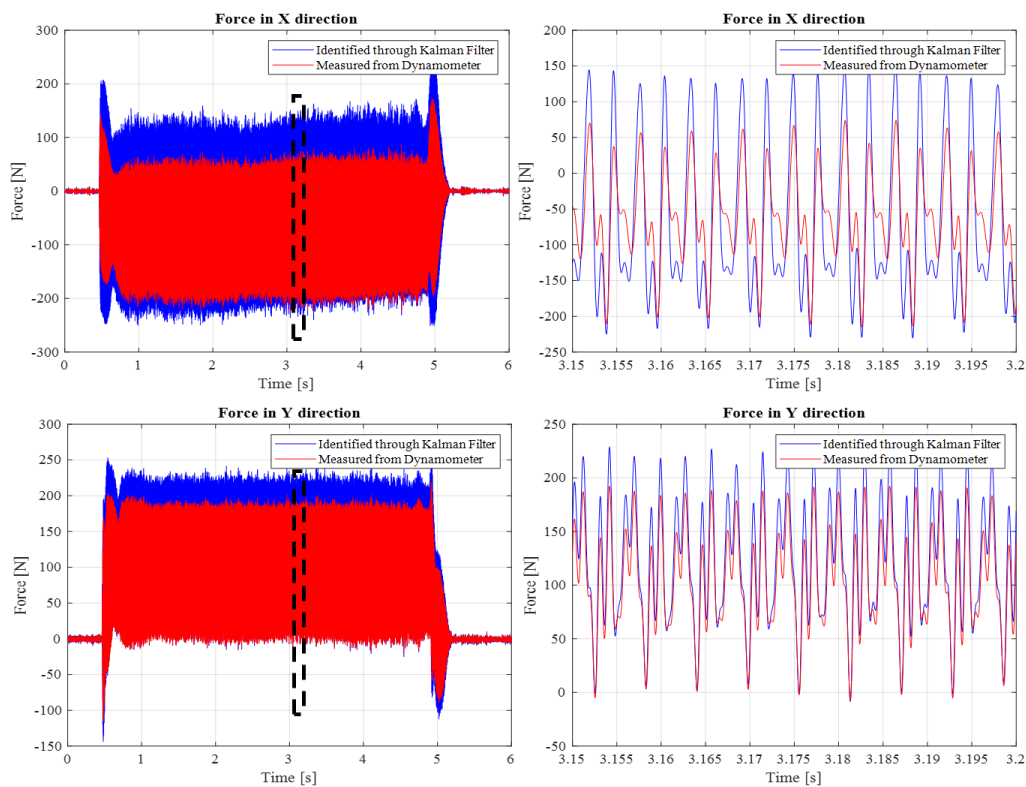 Force in X direction
Force [N]
300
200
100
0
-100
-200
-300
Identified through Kalman Filter
Measured from Dynamometer
0 1 2 3 4 5 6
Time [s]
Force in X direction
Force [N]
200
150
100
50
0
-50
-100
-150
-200
-250
Identified through Kalman Filter
Measured from Dynamometer
3.15 3.155 3.16 3.165 3.17 3.175 3.18 3.185 3.19 3.195 3.2
Time [s]
Force in Y direction
Force [N]
300
250
200
150
100
50
0
-50
-100
-150
Identified through Kalman Filter
Measured from Dynamometer
0 1 2 3 4 5 6
Time [s]
Force in Y direction
Force [N]
250
200
150
100
50
0
-50
Identified through Kalman Filter
Measured from Dynamometer
3.15 3.155 3.16 3.165 3.17 3.175 3.18 3.185 3.19 3.195 3.2
Time [s]